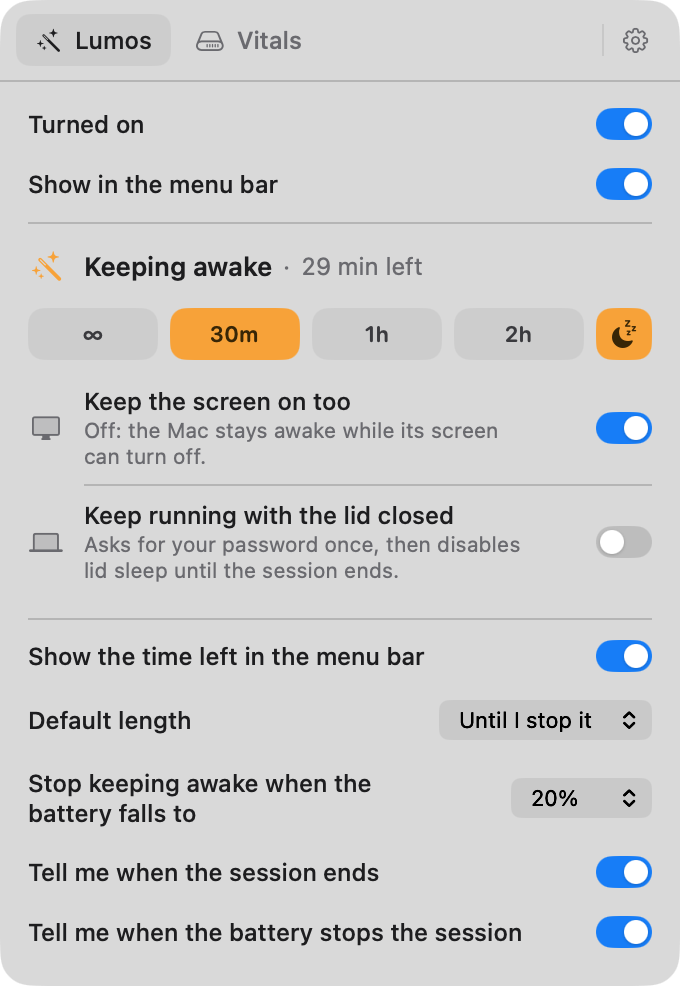 Lumos Vitals
Turned on
Show in the menu bar
Keeping awake · 29 min left
∞ 30m 1h 2h
Keep the screen on too
Off: the Mac stays awake while its screen
can turn off.
Keep running with the lid closed
Asks for your password once, then disables
lid sleep until the session ends.
Show the time left in the menu bar
Default length Until I stop it
Stop keeping awake when the
battery falls to 20%
Tell me when the session ends
Tell me when the battery stops the session